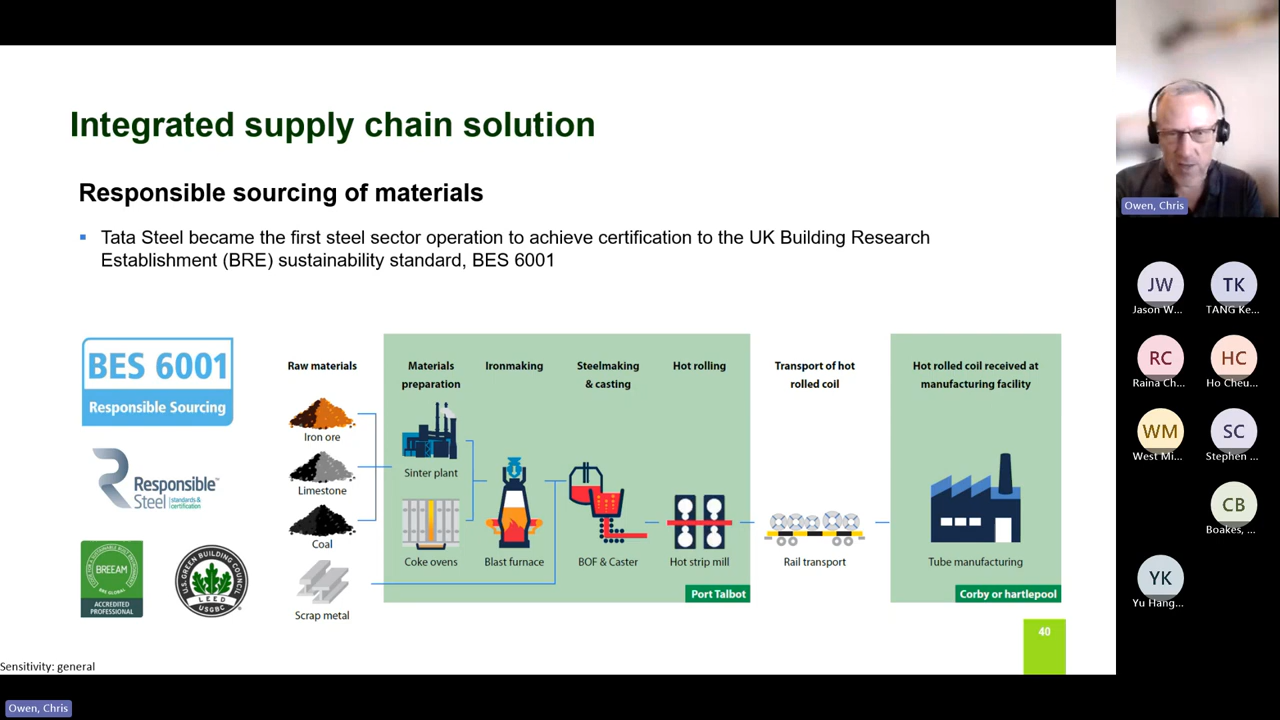 Integrated supply chain solution
Responsible sourcing of materials
Tata Steel became the first steel sector operation to achieve certification to the UK Building Research
Establishment (BRE) sustainability standard, BES 6001
BES 6001
Responsible Sourcing
Responsible
Steel
standards &
certification
BREEAM
ACCREDITED
PROFESSIONAL
U.S. GREEN BUILDING COUNCIL
LEED
USGBC
Raw materials
Iron ore
Limestone
Coal
Scrap metal
Materials
preparation
Sinter plant
Coke ovens
Ironmaking
Blast furnace
Steelmaking
& casting
BOF & Caster
Hot rolling
Hot strip mill
Port Talbot
Transport of hot
rolled coil
Rail transport
Hot rolled coil received at
manufacturing facility
Tube manufacturing
Corby or hartlepool
40
Sensitivity: general
Owen, Chris
Owen, Chris
JW
Jason W...
TK
TANG Ke...
RC
Raina Ch...
HC
Ho Cheu...
WM
West Mi...
SC
Stephen ...
CB
Boakes, ...
YK
Yu Hang...